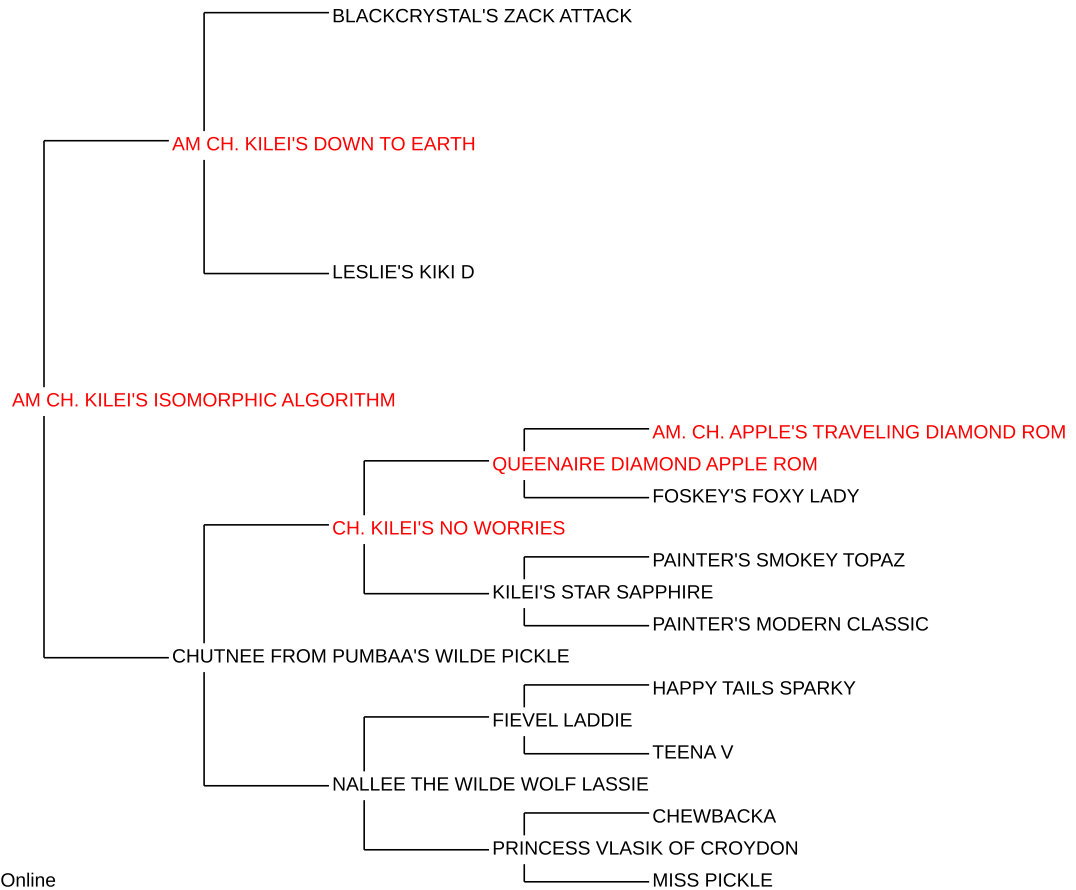 BLACKCRYSTAL'S ZACK ATTACK
AM CH. KILEI'S DOWN TO EARTH
LESLIE'S KIKI D
AM CH. KILEI'S ISOMORPHIC ALGORITHM
AM. CH. APPLE'S TRAVELING DIAMOND ROM
QUEENAIRE DIAMOND APPLE ROM
FOSKEY'S FOXY LADY
CH. KILEI'S NO WORRIES
PAINTER'S SMOKEY TOPAZ
KILEI'S STAR SAPPHIRE
PAINTER'S MODERN CLASSIC
CHUTNEE FROM PUMBAA'S WILDE PICKLE
HAPPY TAILS SPARKY
FIEVEL LADDIE
TEENA V
NALLEE THE WILDE WOLF LASSIE
CHEWBACKA
PRINCESS VLASIK OF CROYDON
MISS PICKLE
Online